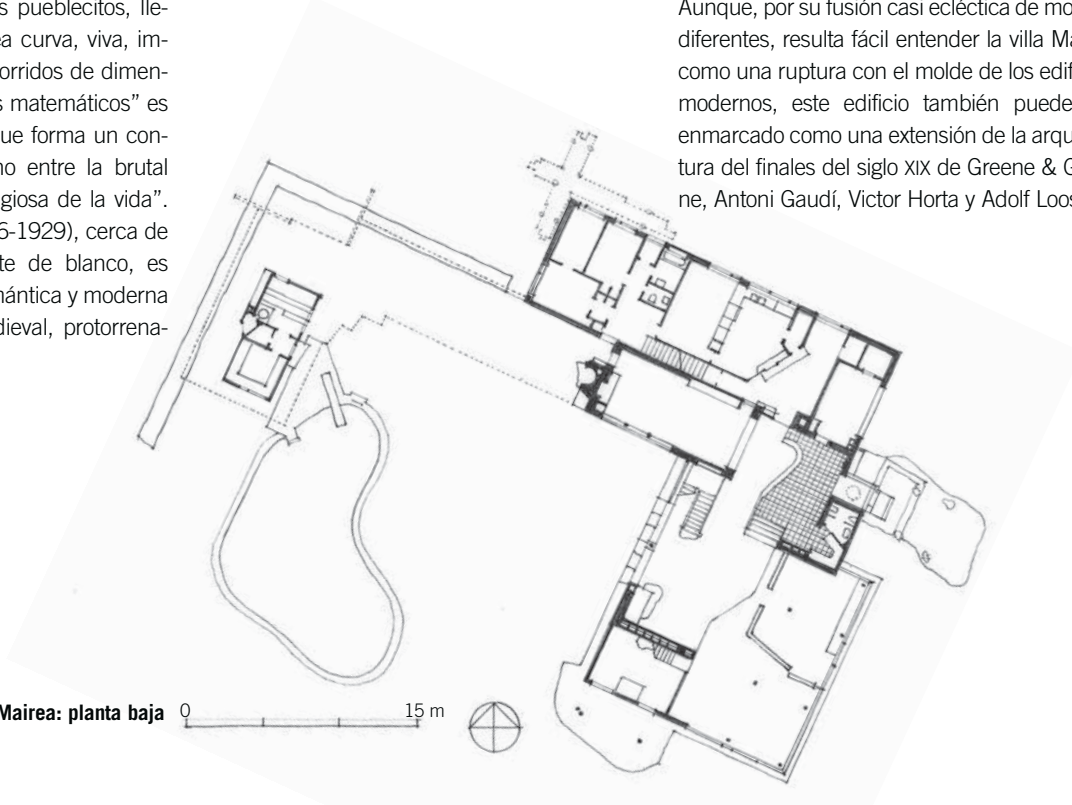 s pueblecitos, lle-
ea curva, viva, im-
orridos de dimen-
s matemáticos” es
ue forma un con-
no entre la brutal
giosa de la vida”.
6-1929), cerca de
te de blanco, es
mántica y moderna
dieval, protorrena-
Aunque, por su fusión casi ecléctica de mo
diferentes, resulta fácil entender la villa Ma
como una ruptura con el molde de los edif
modernos, este edificio también puede
enmarcado como una extensión de la arqu
tura del finales del siglo XIX de Greene & G
ne, Antoni Gaudí, Victor Horta y Adolf Loos
Mairea: planta baja 0 15 m